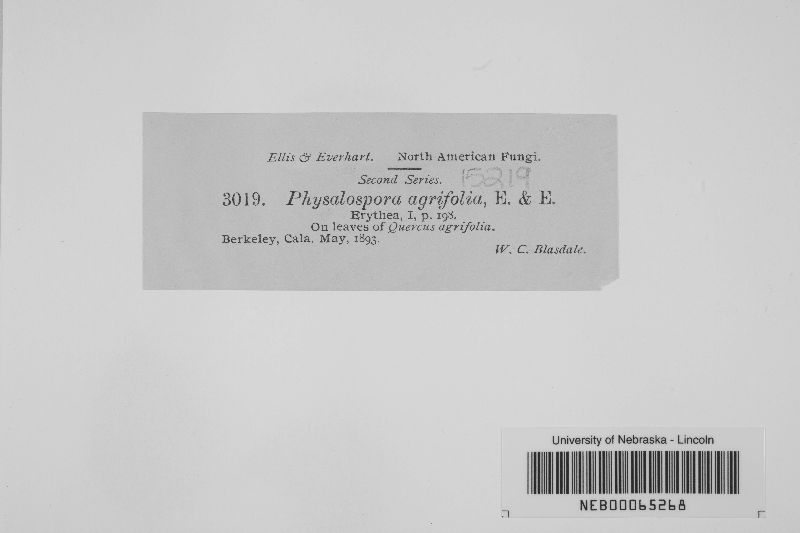 Ellis & Everhart. North American Fungi.
Second Series. 15219
3019. Physalospora agrifolia, E. & E.
Erythea, I, p. 198.
On leaves of Quercus agrifolia.
Berkeley, Cala. May, 1893.
W. C. Blasdale.
University of Nebraska - Lincoln
NEB00065268